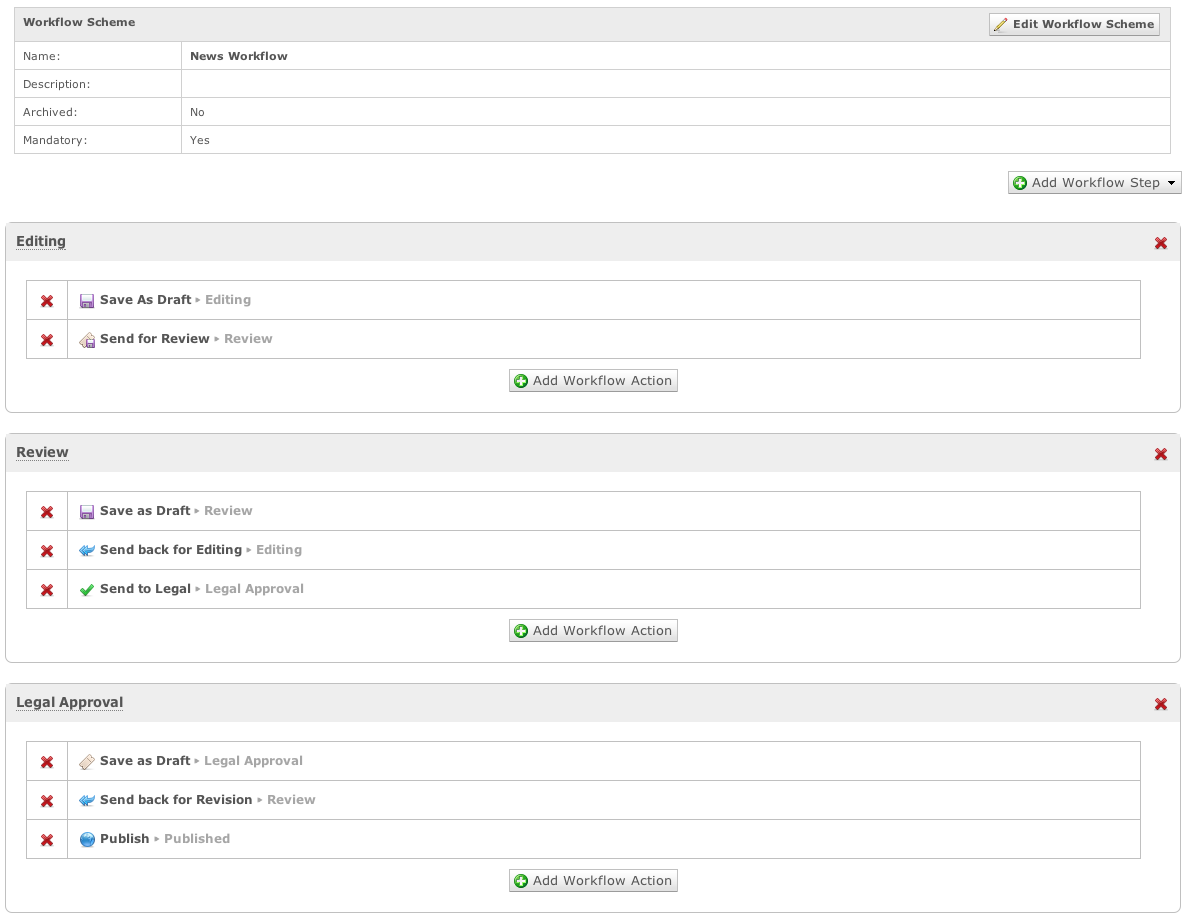 Workflow Scheme
Edit Workflow Scheme
Name: News Workflow
Description:
Archived: No
Mandatory: Yes
Add Workflow Step
Editing
Save As Draft ▸ Editing
Send for Review ▸ Review
Add Workflow Action
Review
Save as Draft ▸ Review
Send back for Editing ▸ Editing
Send to Legal ▸ Legal Approval
Add Workflow Action
Legal Approval
Save as Draft ▸ Legal Approval
Send back for Revision ▸ Review
Publish ▸ Published
Add Workflow Action